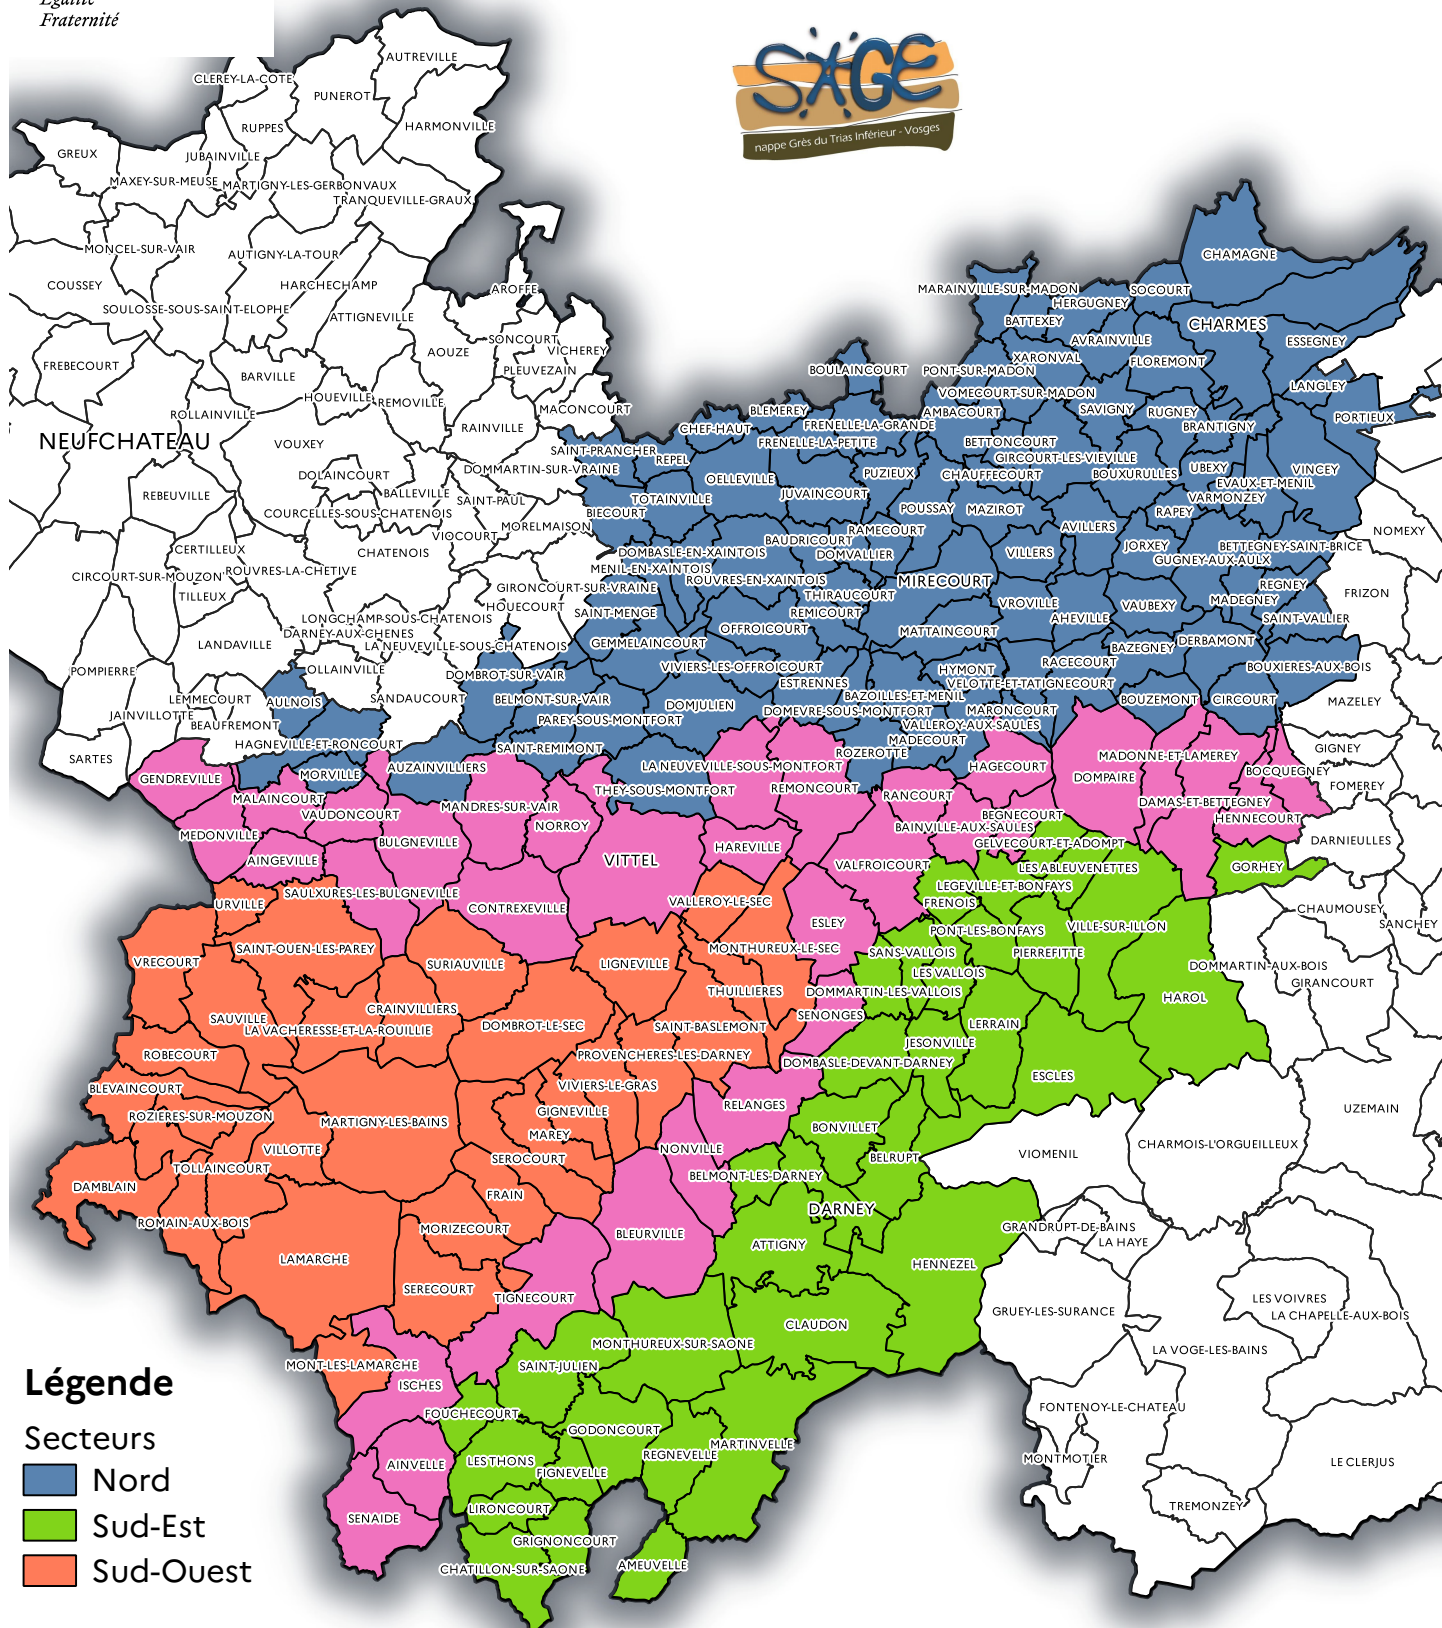 Égalité
Fraternité
SAGE
nappe Grès du Trias Inférieur - Vosges
AUTREVILLE
CLEREY-LA-COTE
PUNEROT
HARMONVILLE
RUPPES
GREUX
JUBAINVILLE
MAXEY-SUR-MEUSE
MARTIGNY-LES-GERBONVAUX
TRANQUEVILLE-GRAUX
MONCEL-SUR-VAIR
AUTIGNY-LA-TOUR
CHAMAGNE
COUSSEY
HARCHECHAMP
AROFFE
MARAINVILLE-SUR-MADON
SOCOURT
HERGUGNEY
SOULOSSE-SOUS-SAINT-ELOPHE
ATTIGNEVILLE
BATTEXEY
CHARMES
SONCOURT
AVRAINVILLE
ESSEGNEY
AOUZE
VICHEREY
XARONVAL
FLOREMONT
FREBECOURT
BARVILLE
PLEUVEZAIN
BOULAINCOURT
PONT-SUR-MADON
LANGLEY
HOUEVILLE
REMOVILLE
VOMECOURT-SUR-MADON
ROLLAINVILLE
MACONCOURT
BLEMEREY
AMBACOURT
SAVIGNY
RUGNEY
PORTIEUX
RAINVILLE
CHEF-HAUT
FRENELLE-LA-GRANDE
BRANTIGNY
NEUFCHATEAU
VOUXEY
FRENELLE-LA-PETITE
BETTONCOURT
SAINT-PRANCHER
REPEL
GIRCOURT-LES-VIEVILLE
DOMMARTIN-SUR-VRAINE
DOLAINCOURT
OELLEVILLE
PUZIEUX
CHAUFFECOURT
BOUXURULLES
UBEXY
VINCEY
EVAUX-ET-MENIL
REBEUVILLE
BALLEVILLE
SAINT-PAUL
TOTAINVILLE
JUVAINCOURT
VARMONZEY
COURCELLES-SOUS-CHATENOIS
BIECOURT
POUSSAY
MAZIROT
RAPEY
MORELMAISON
AVILLERS
VIOCOURT
RAMECOURT
NOMEXY
CERTILLEUX
CHATENOIS
BAUDRICOURT
DOMBASLE-EN-XAINTOIS
DOMVALLIER
VILLERS
JORXEY
BETTEGNEY-SAINT-BRICE
GUGNEY-AUX-AULX
CIRCOURT-SUR-MOUZON
ROUVRES-LA-CHETIVE
MENIL-EN-XAINTOIS
ROUVRES-EN-XAINTOIS
MIRECOURT
GIRONCOURT-SUR-VRAINE
REGNEY
TILLEUX
THIRAUCOURT
FRIZON
HOUECOURT
SAINT-MENGE
REMICOURT
VROVILLE
VAUBEXY
MADEGNEY
LONGCHAMP-SOUS-CHATENOIS
AHEVILLE
SAINT-VALLIER
DARNEY-AUX-CHENES
OFFROICOURT
MATTAINCOURT
LANDAVILLE
LA NEUVEVILLE-SOUS-CHATENOIS
GEMMELAINCOURT
BAZEGNEY
DERBAMONT
POMPIERRE
OLLAINVILLE
VIVIERS-LES-OFFROICOURT
HYMONT
RACECOURT
BOUXIERES-AUX-BOIS
DOMBROT-SUR-VAIR
ESTRENNES
VELOTTE-ET-TATIGNECOURT
LEMMECOURT
AULNOIS
SANDAUCOURT
BELMONT-SUR-VAIR
BAZOILLES-ET-MENIL
BOUZEMONT
CIRCOURT
MAZELEY
DOMJULIEN
DOMEVRE-SOUS-MONTFORT
MARONCOURT
JAINVILLOTTE
BEAUFREMONT
PAREY-SOUS-MONTFORT
VALLEROY-AUX-SAULES
HAGNEVILLE-ET-RONCOURT
SAINT-REMIMONT
MADECOURT
GIGNEY
SARTES
ROZEROTTE
MADONNE-ET-LAMEREY
GENDREVILLE
MORVILLE
AUZAINVILLIERS
LA NEUVEVILLE-SOUS-MONTFORT
HAGECOURT
DOMPAIRE
BOCQUEGNEY
FOMEREY
THEY-SOUS-MONTFORT
REMONCOURT
RANCOURT
MALAINCOURT
MANDRES-SUR-VAIR
DAMAS-ET-BETTEGNEY
VAUDONCOURT
BEGNECOURT
HENNECOURT
NORROY
BAINVILLE-AUX-SAULES
MEDONVILLE
BULGNEVILLE
GELVECOURT-ET-ADOMPT
DARNIEULLES
HAREVILLE
AINGEVILLE
VITTEL
VALFROICOURT
LES ABLEUVENETTES
GORHEY
SAULXURES-LES-BULGNEVILLE
LEGEVILLE-ET-BONFAYS
URVILLE
CONTREXEVILLE
VALLEROY-LE-SEC
FRENOIS
CHAUMOUSEY
ESLEY
PONT-LES-BONFAYS
VILLE-SUR-ILLON
SANCHEY
SAINT-OUEN-LES-PAREY
MONTHUREUX-LE-SEC
SANS-VALLOIS
PIERREFITTE
VRECOURT
SURIAUVILLE
LIGNEVILLE
LES VALLOIS
DOMMARTIN-AUX-BOIS
GIRANCOURT
THUILLIERES
DOMMARTIN-LES-VALLOIS
HAROL
CRAINVILLIERS
SAUVILLE
SENONGES
LA VACHERESSE-ET-LA-ROUILLIE
DOMBROT-LE-SEC
SAINT-BASLEMONT
LERRAIN
JESONVILLE
ROBECOURT
PROVENCHERES-LES-DARNEY
DOMBASLE-DEVANT-DARNEY
ESCLES
BLEVAINCOURT
VIVIERS-LE-GRAS
RELANGES
UZEMAIN
ROZIERES-SUR-MOUZON
MARTIGNY-LES-BAINS
GIGNEVILLE
BONVILLET
MAREY
VILLOTTE
NONVILLE
CHARMOIS-L'ORGUEILLEUX
TOLLAINCOURT
SEROCOURT
BELRUPT
VIOMENIL
DAMBLAIN
BELMONT-LES-DARNEY
FRAIN
DARNEY
ROMAIN-AUX-BOIS
MORIZECOURT
BLEURVILLE
GRANDRUPT-DE-BAINS
ATTIGNY
LA HAYE
LAMARCHE
HENNEZEL
SERECOURT
TIGNECOURT
LES VOIVRES
GRUEY-LES-SURANCE
LA CHAPELLE-AUX-BOIS
CLAUDON
MONTHUREUX-SUR-SAONE
LA VOGE-LES-BAINS
MONT-LES-LAMARCHE
SAINT-JULIEN
ISCHES
FOUCHECOURT
FONTENOY-LE-CHATEAU
GODONCOURT
MARTINVELLE
REGNEVELLE
AINVELLE
LES THONS
FIGNEVELLE
MONTMOTIER
LE CLERJUS
LIRONCOURT
TREMONZEY
SENAIDE
GRIGNONCOURT
CHATILLON-SUR-SAONE
AMEUVELLE
Légende
Secteurs
Nord
Sud-Est
Sud-Ouest